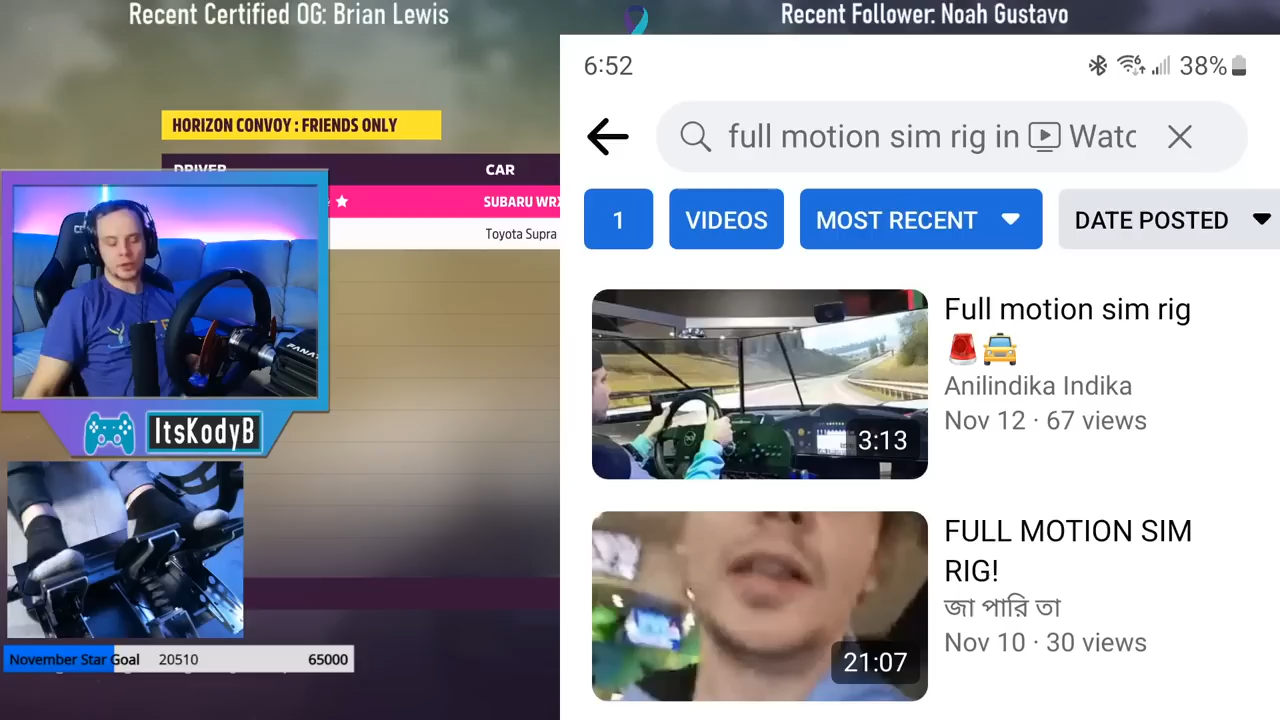 Recent Certified OG: Brian Lewis
Recent Follower: Noah Gustavo
HORIZON CONVOY : FRIENDS ONLY
DRIVER CAR
SUBARU WRX
Toyota Supra
ItsKodyB
November Star Goal 20510 65000
6:52 38%
full motion sim rig in Watc
1 VIDEOS MOST RECENT DATE POSTED
Full motion sim rig
🚨🚖
Anilindika Indika
Nov 12 · 67 views
3:13
FULL MOTION SIM
RIG!
জা পারি তা
Nov 10 · 30 views
21:07